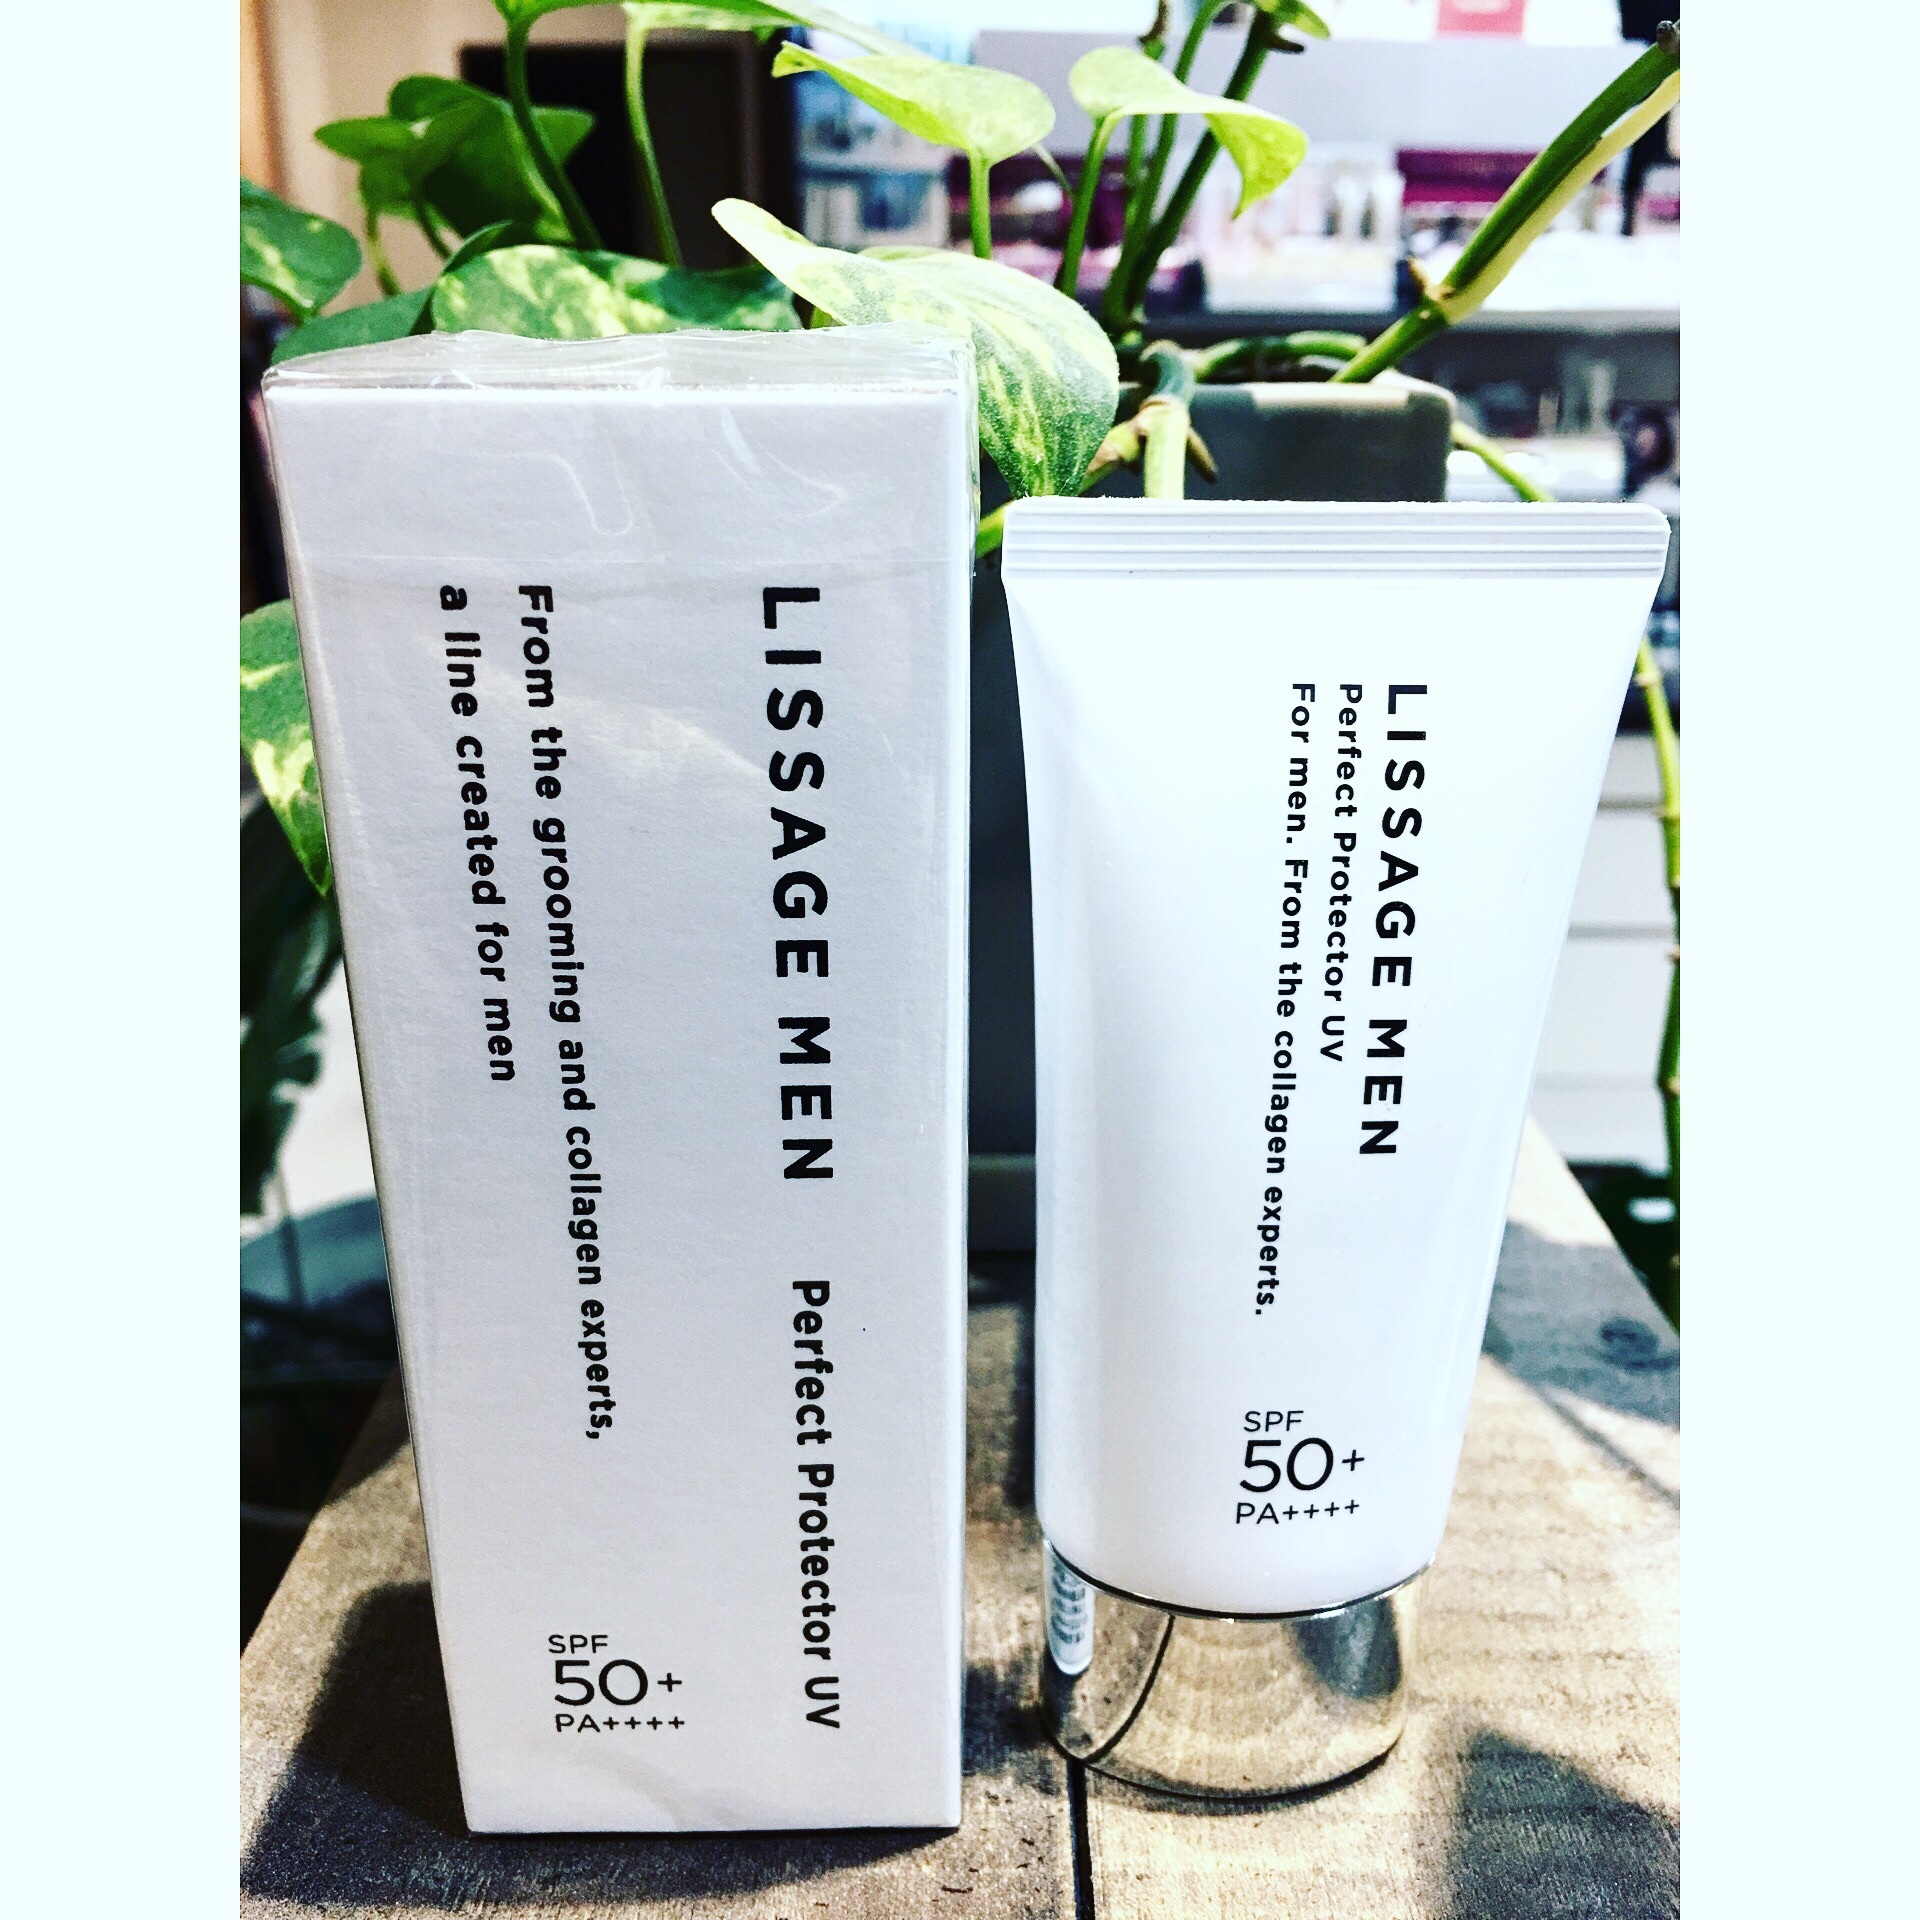 LISSAGE MEN Perfect Protector UV
From the grooming and collagen experts,
a line created for men
SPF
50+
PA++++
LISSAGE MEN
Perfect Protector UV
For men. From the collagen experts.
SPF
50+
PA++++